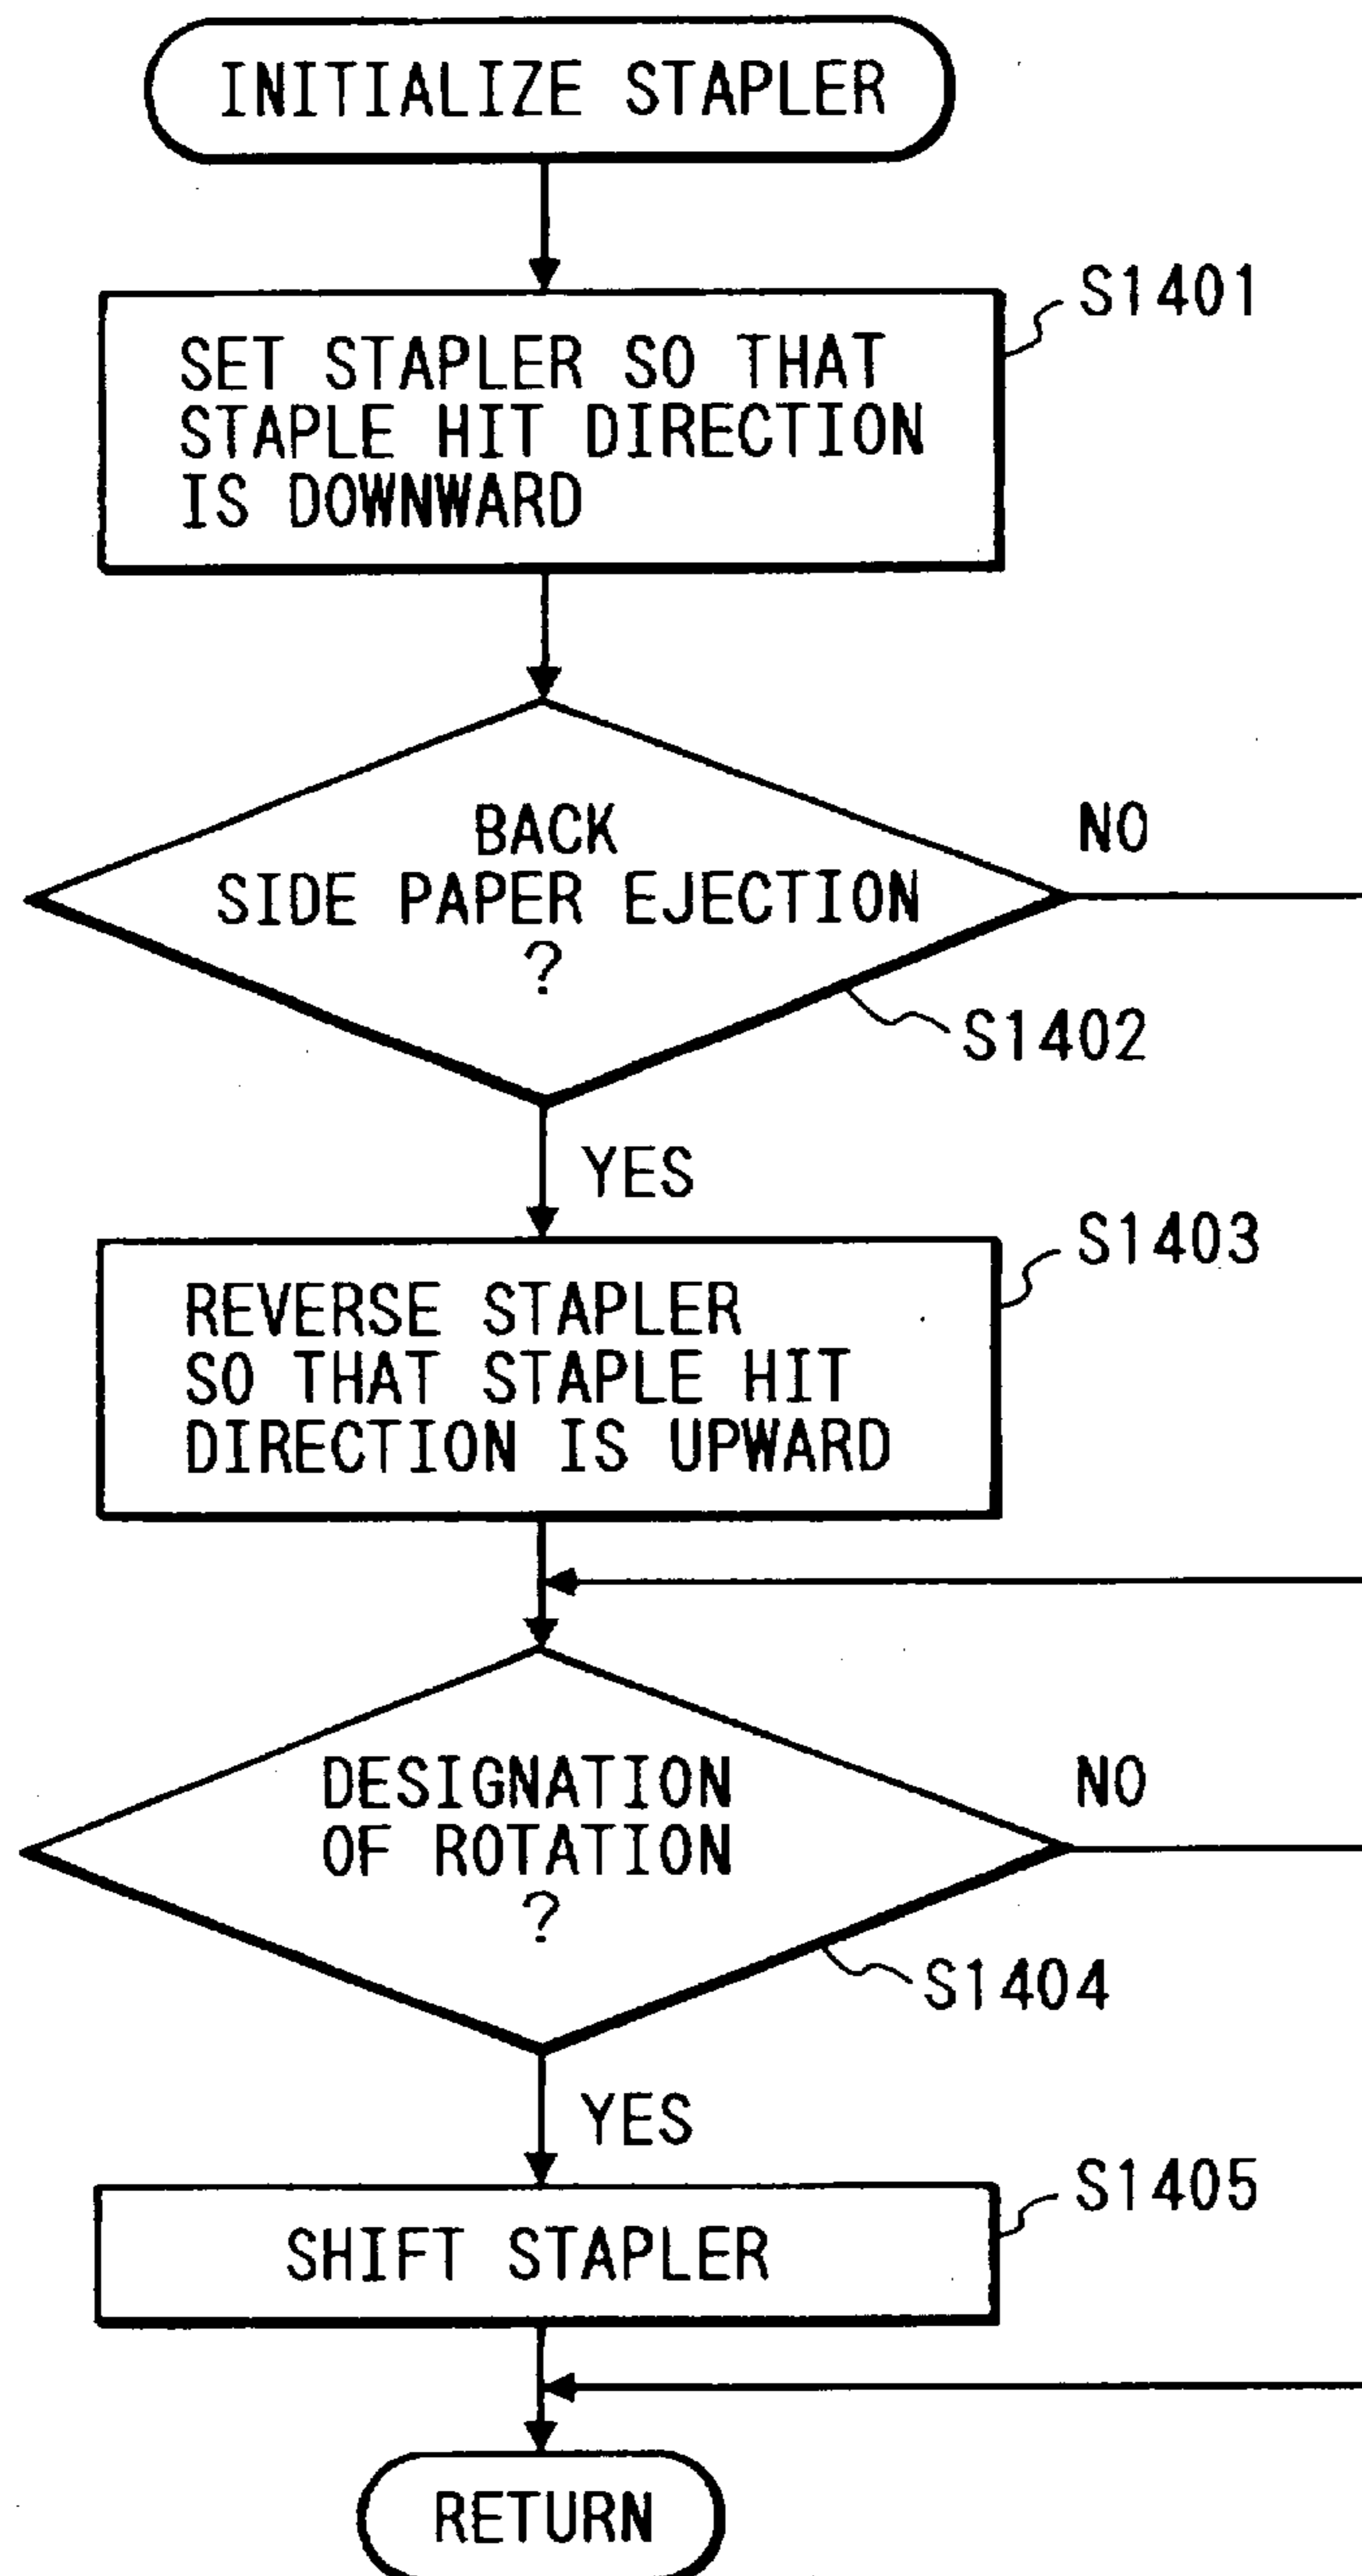 INITIALIZE STAPLER
S1401
SET STAPLER SO THAT
STAPLE HIT DIRECTION
IS DOWNWARD
BACK
SIDE PAPER EJECTION
?
NO
S1402
YES
S1403
REVERSE STAPLER
SO THAT STAPLE HIT
DIRECTION IS UPWARD
DESIGNATION
OF ROTATION
?
NO
S1404
YES
S1405
SHIFT STAPLER
RETURN